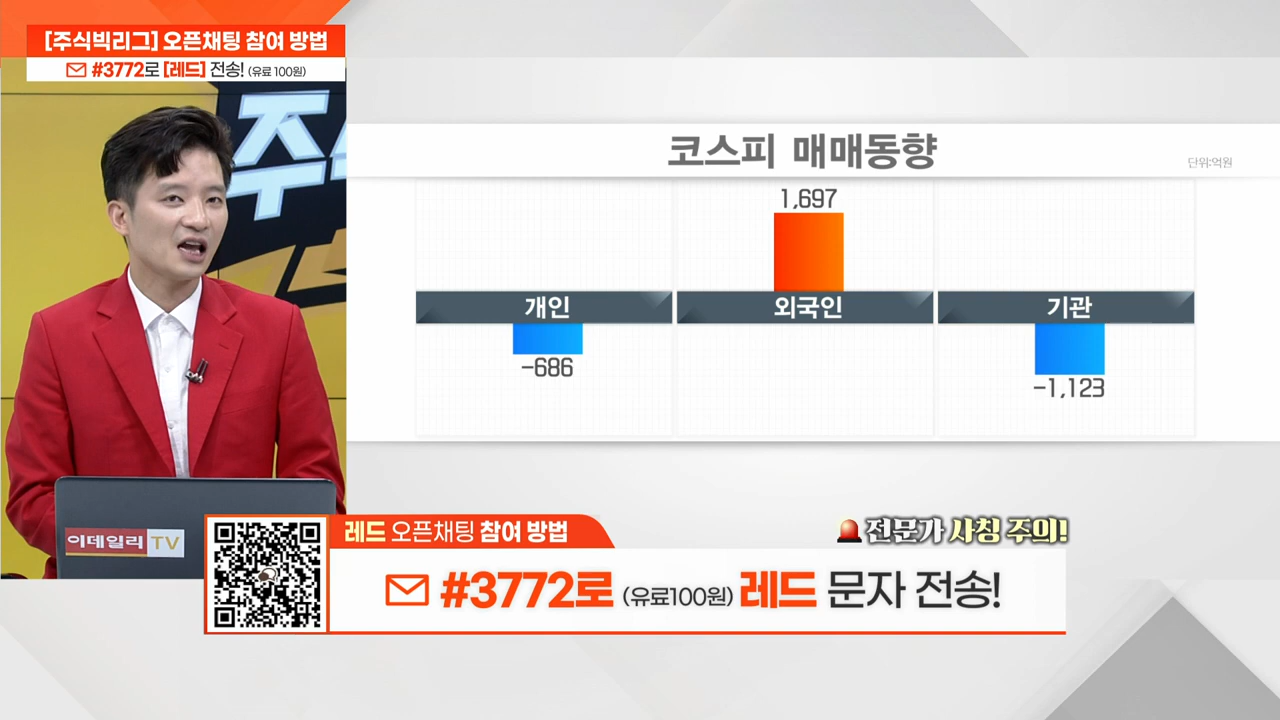 [주식빅리그] 오픈채팅 참여 방법
#3772로 [레드] 전송! (유료 100원)
주
코스피 매매동향
단위:억원
1,697
개인 외국인 기관
-686
-1,123
이데일리 TV
레드 오픈채팅 참여 방법
전문가 사칭 주의!
#3772로 (유료100원) 레드 문자 전송!